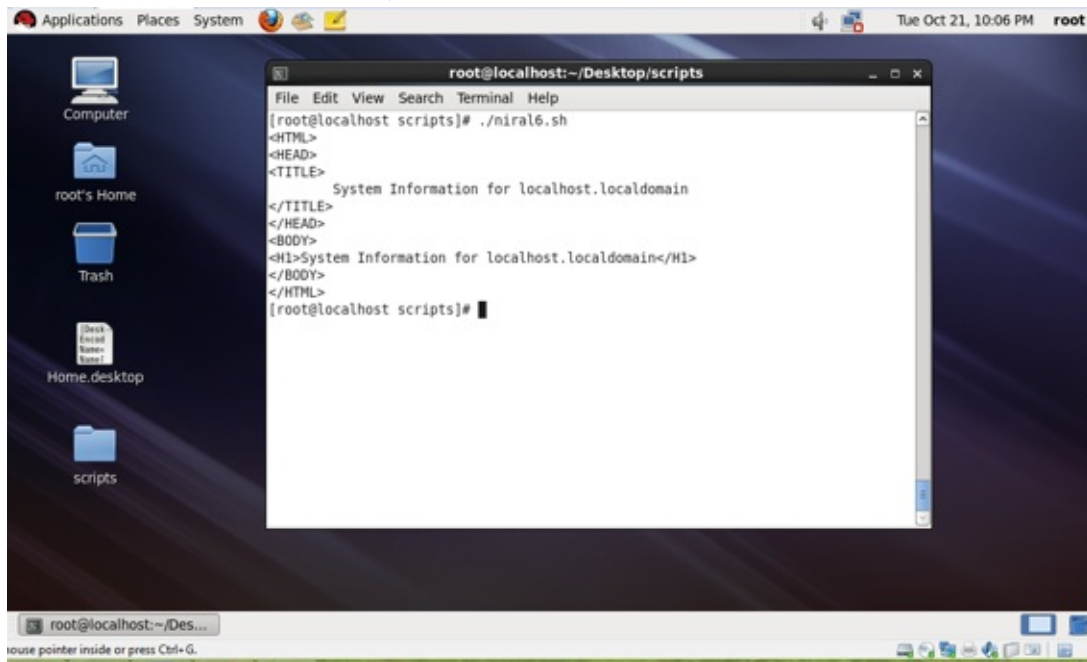 Applications Places System Tue Oct 21, 10:06 PM root
Computer
root's Home
Trash
Home.desktop
scripts
root@localhost:~/Desktop/scripts
File Edit View Search Terminal Help
[root@localhost scripts]# ./niral6.sh
<HTML>
<HEAD>
<TITLE>
System Information for localhost.localdomain
</TITLE>
</HEAD>
<BODY>
<H1>System Information for localhost.localdomain</H1>
</BODY>
</HTML>
[root@localhost scripts]#
root@localhost:~/Des...
ouse pointer inside or press Ctrl+G.